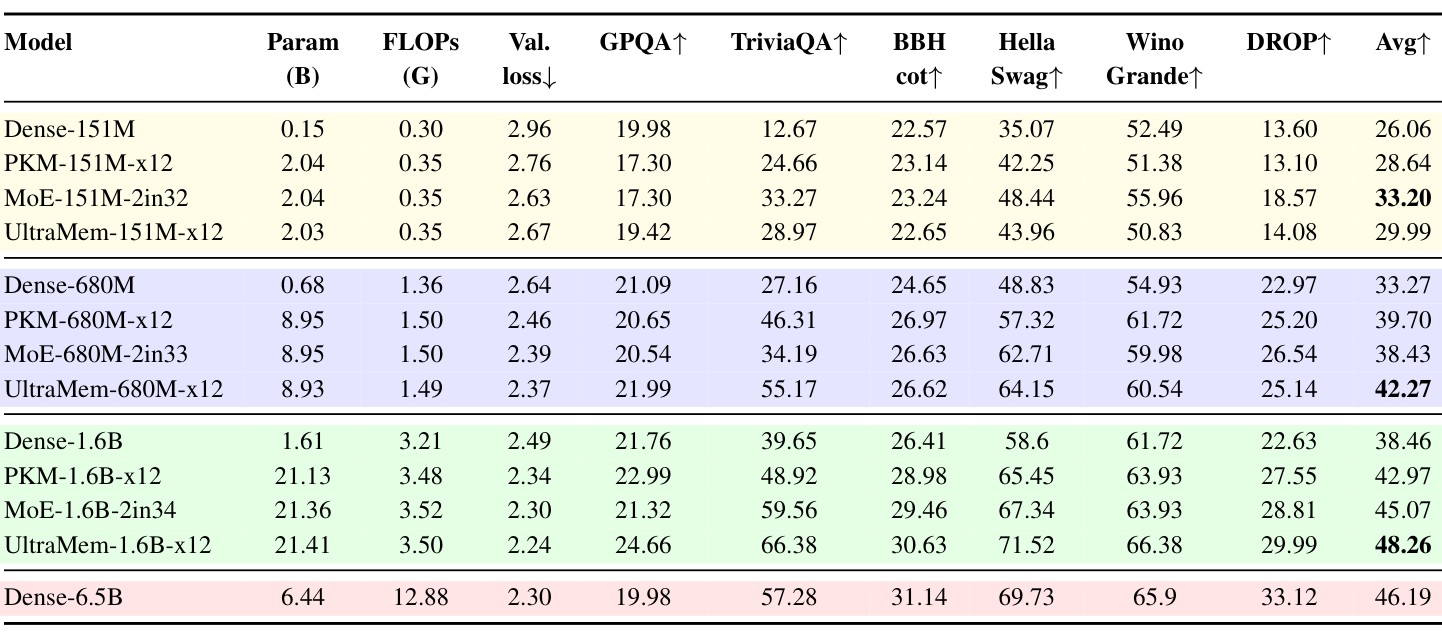 Model Param FLOPs Val. GPQA↑ TriviaQA↑ BBH Hella Wino DROP↑ Avg↑
(B) (G) loss↓ cot↑ Swag↑ Grande↑
Dense-151M 0.15 0.30 2.96 19.98 12.67 22.57 35.07 52.49 13.60 26.06
PKM-151M-x12 2.04 0.35 2.76 17.30 24.66 23.14 42.25 51.38 13.10 28.64
MoE-151M-2in32 2.04 0.35 2.63 17.30 33.27 23.24 48.44 55.96 18.57 33.20
UltraMem-151M-x12 2.03 0.35 2.67 19.42 28.97 22.65 43.96 50.83 14.08 29.99
Dense-680M 0.68 1.36 2.64 21.09 27.16 24.65 48.83 54.93 22.97 33.27
PKM-680M-x12 8.95 1.50 2.46 20.65 46.31 26.97 57.32 61.72 25.20 39.70
MoE-680M-2in33 8.95 1.50 2.39 20.54 34.19 26.63 62.71 59.98 26.54 38.43
UltraMem-680M-x12 8.93 1.49 2.37 21.99 55.17 26.62 64.15 60.54 25.14 42.27
Dense-1.6B 1.61 3.21 2.49 21.76 39.65 26.41 58.6 61.72 22.63 38.46
PKM-1.6B-x12 21.13 3.48 2.34 22.99 48.92 28.98 65.45 63.93 27.55 42.97
MoE-1.6B-2in34 21.36 3.52 2.30 21.32 59.56 29.46 67.34 63.93 28.81 45.07
UltraMem-1.6B-x12 21.41 3.50 2.24 24.66 66.38 30.63 71.52 66.38 29.99 48.26
Dense-6.5B 6.44 12.88 2.30 19.98 57.28 31.14 69.73 65.9 33.12 46.19